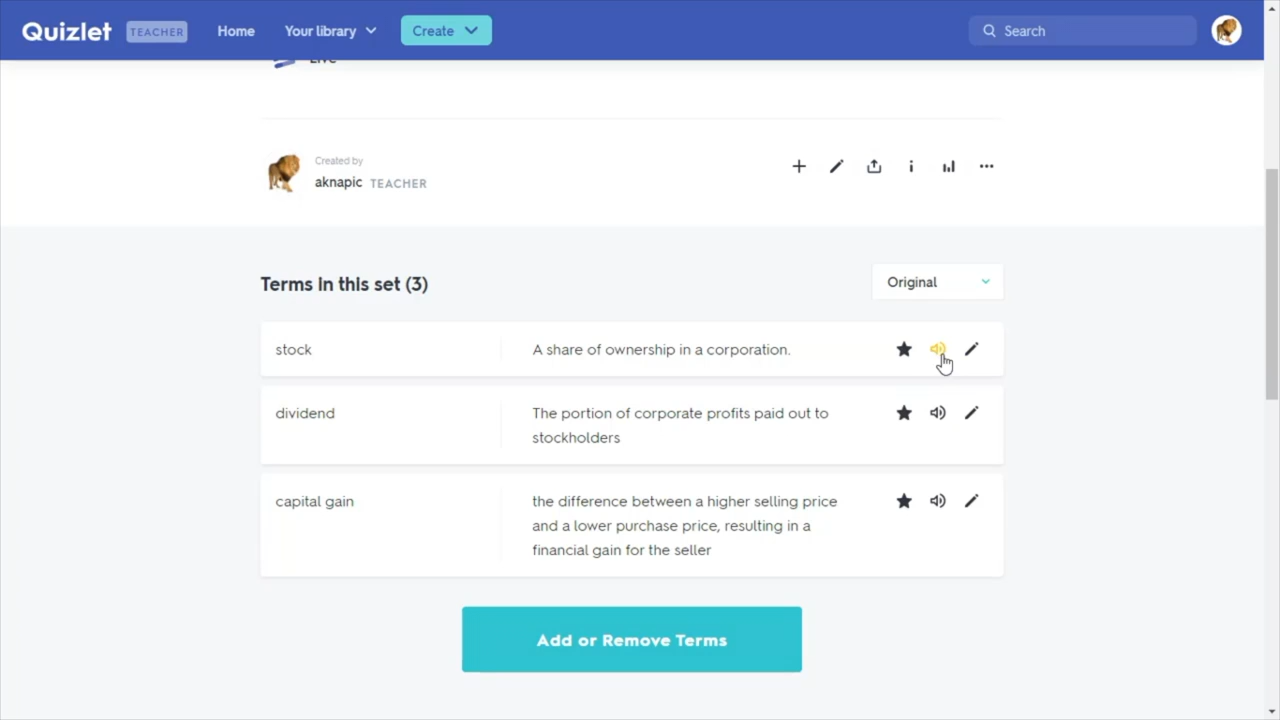 Quizlet TEACHER Home Your library Create Search
Live
Created by
aknapic TEACHER
Terms in this set (3)
Original
stock
A share of ownership in a corporation.
dividend
The portion of corporate profits paid out to
stockholders
capital gain
the difference between a higher selling price
and a lower purchase price, resulting in a
financial gain for the seller
Add or Remove Terms